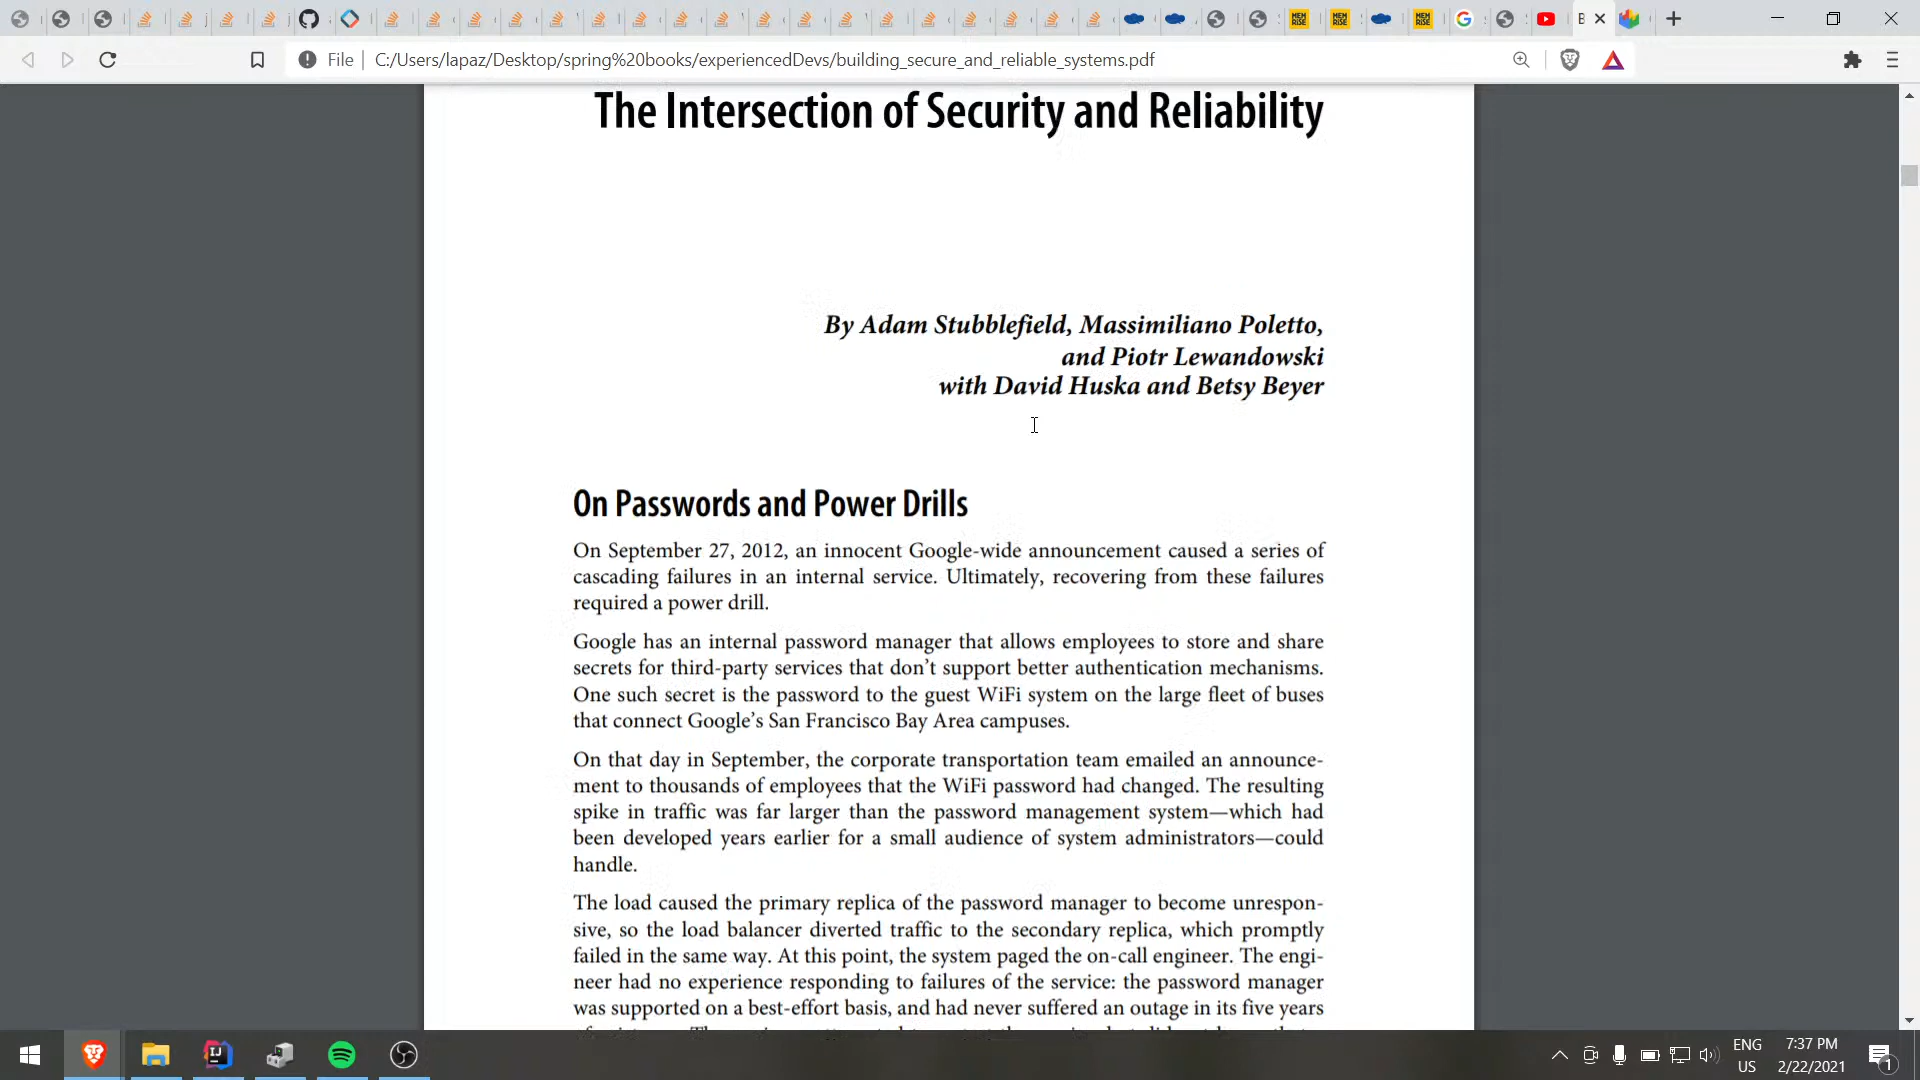 File
C:/Users/lapaz/Desktop/spring%20books/experiencedDevs/building_secure_and_reliable_systems.pdf
The Intersection of Security and Reliability
By Adam Stubblefield, Massimiliano Poletto,
and Piotr Lewandowski
with David Huska and Betsy Beyer
On Passwords and Power Drills
On September 27, 2012, an innocent Google-wide announcement caused a series of
cascading failures in an internal service. Ultimately, recovering from these failures
required a power drill.
Google has an internal password manager that allows employees to store and share
secrets for third-party services that don’t support better authentication mechanisms.
One such secret is the password to the guest WiFi system on the large fleet of buses
that connect Google’s San Francisco Bay Area campuses.
On that day in September, the corporate transportation team emailed an announce-
ment to thousands of employees that the WiFi password had changed. The resulting
spike in traffic was far larger than the password management system—which had
been developed years earlier for a small audience of system administrators—could
handle.
The load caused the primary replica of the password manager to become unrespon-
sive, so the load balancer diverted traffic to the secondary replica, which promptly
failed in the same way. At this point, the system paged the on-call engineer. The engi-
neer had no experience responding to failures of the service: the password manager
was supported on a best-effort basis, and had never suffered an outage in its five years
ENG
US
7:37 PM
2/22/2021
1